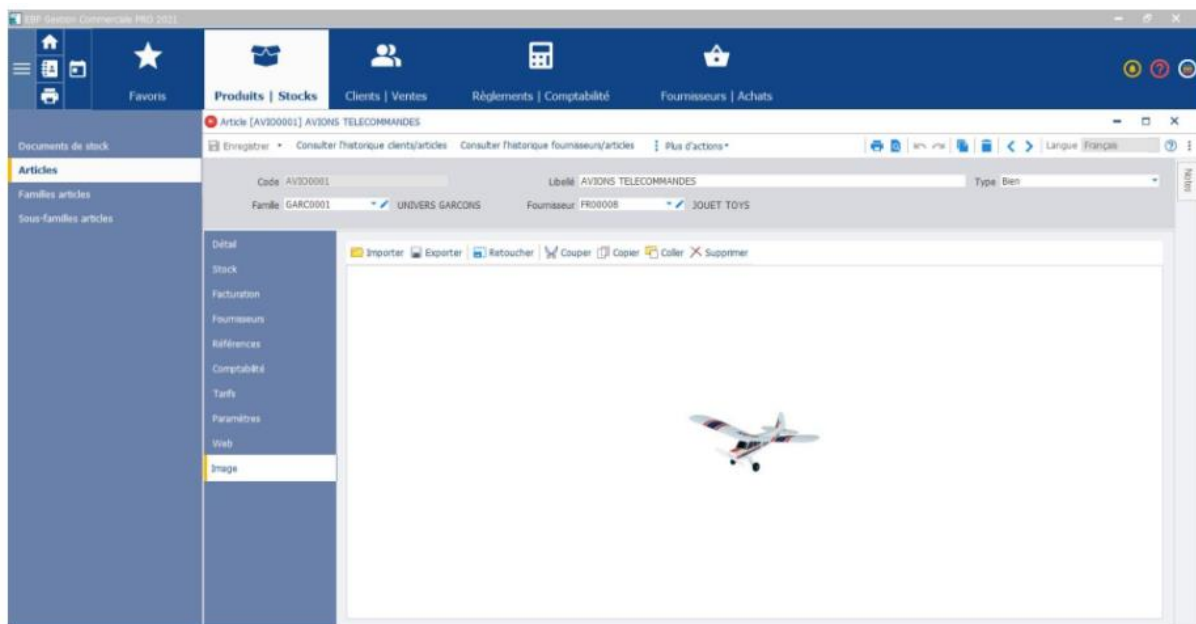 EBP Gestion Commerciale PRO 2021
Favoris
Produits | Stocks
Clients | Ventes
Règlements | Comptabilité
Fournisseurs | Achats
Article [AVIO0001] AVIONS TELECOMMANDES
Documents de stock
Articles
Familles articles
Sous-familles articles
Enregistrer Consulter l'historique clients/articles Consulter l'historique fournisseurs/articles Plus d'actions Langue Français
Notes
Code AVIO0001 Libellé AVIONS TELECOMMANDES Type Bien
Famille GARC0001 UNIVERS GARCONS Fournisseur FR00008 JOUET TOYS
Détail
Stock
Facturation
Fournisseurs
Références
Comptabilité
Tarifs
Paramètres
Web
Image
Importer Exporter Retoucher Couper Copier Coller Supprimer